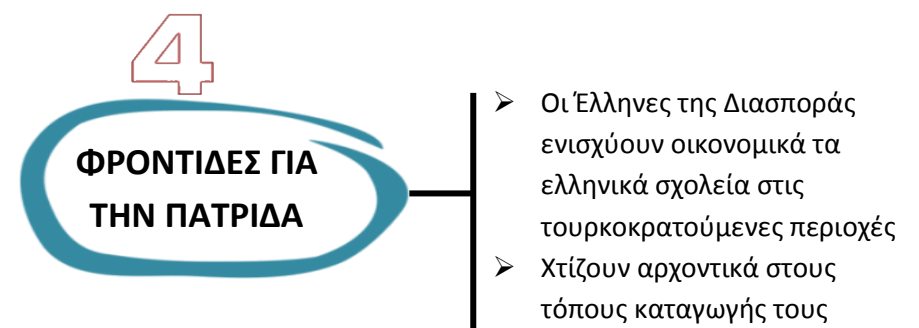 4
ΦΡΟΝΤΙΔΕΣ ΓΙΑ
ΤΗΝ ΠΑΤΡΙΔΑ
➢ Οι Έλληνες της Διασποράς
ενισχύουν οικονομικά τα
ελληνικά σχολεία στις
τουρκοκρατούμενες περιοχές
➢ Χτίζουν αρχοντικά στους
τόπους καταγωγής τους